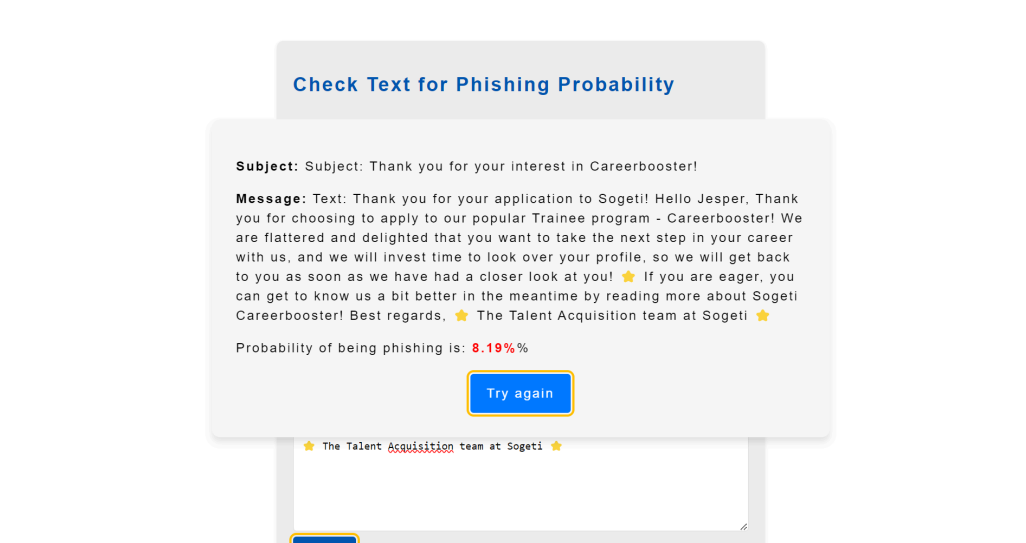 Check Text for Phishing Probability
Subject: Subject: Thank you for your interest in Careerbooster!
Message: Text: Thank you for your application to Sogeti! Hello Jesper, Thank
you for choosing to apply to our popular Trainee program - Careerbooster! We
are flattered and delighted that you want to take the next step in your career
with us, and we will invest time to look over your profile, so we will get back
to you as soon as we have had a closer look at you! ⭐ If you are eager, you
can get to know us a bit better in the meantime by reading more about Sogeti
Careerbooster! Best regards, ⭐ The Talent Acquisition team at Sogeti ⭐
Probability of being phishing is: 8.19%%
Try again
⭐ The Talent Acquisition team at Sogeti ⭐